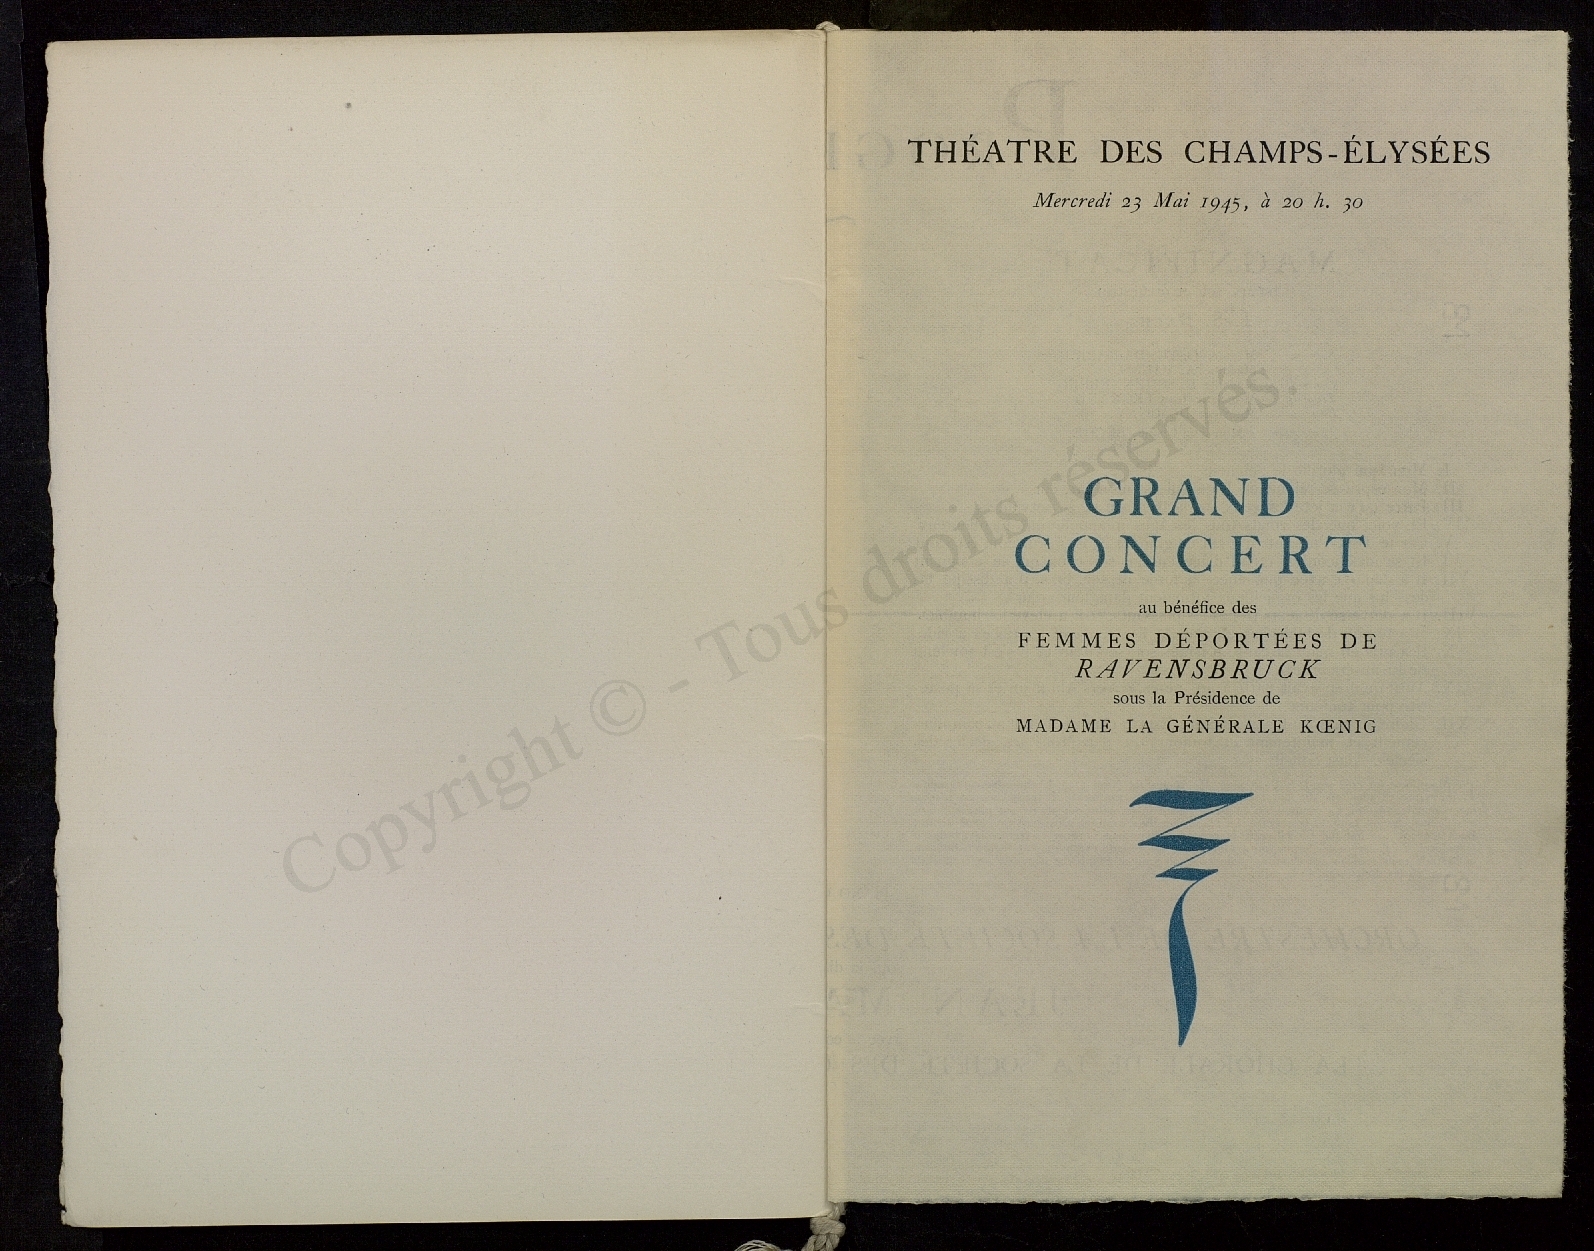 THÉATRE DES CHAMPS-ÉLYSÉES
Mercredi 23 Mai 1945, à 20 h. 30
GRAND
CONCERT
au bénéfice des
FEMMES DÉPORTÉES DE
RAVENSBRUCK
sous la Présidence de
MADAME LA GÉNÉRALE KŒNIG
Copyright © - Tous droits réservés.